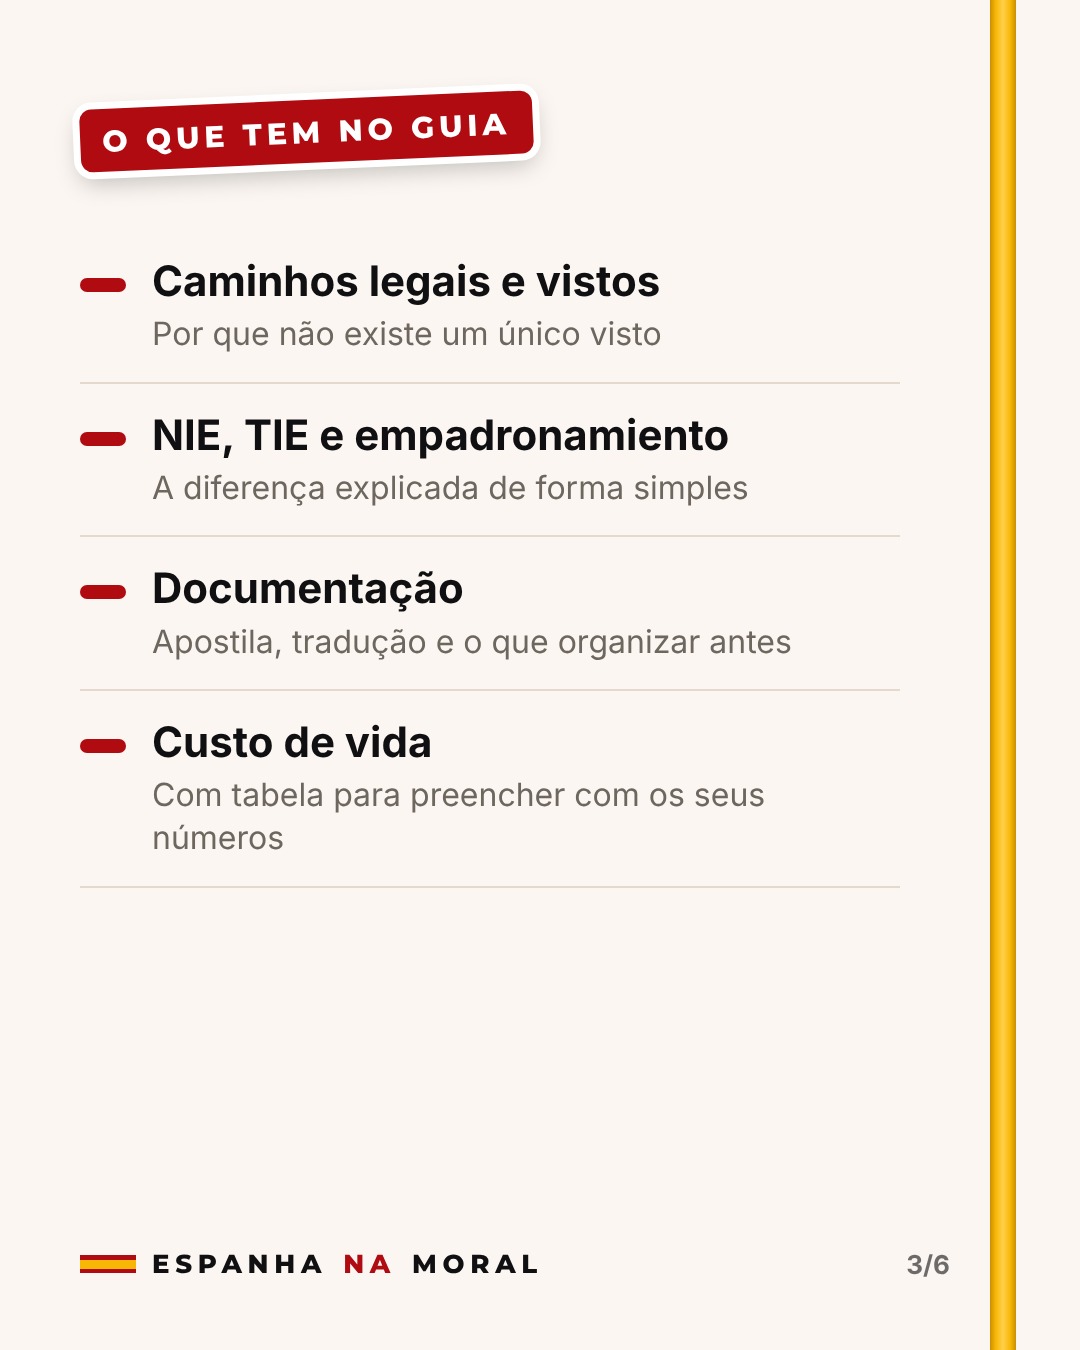 O QUE TEM NO GUIA
Caminhos legais e vistos
Por que não existe um único visto
NIE, TIE e empadronamiento
A diferença explicada de forma simples
Documentação
Apostila, tradução e o que organizar antes
Custo de vida
Com tabela para preencher com os seus
números
ESPANHA NA MORAL
3/6